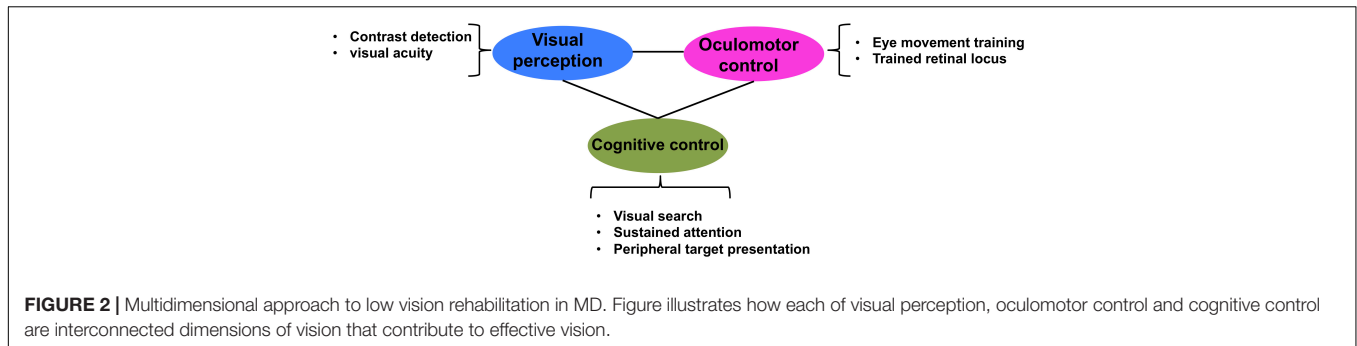 • Contrast detection
• visual acuity
Visual
perception
Oculomotor
control
• Eye movement training
• Trained retinal locus
Cognitive control
• Visual search
• Sustained attention
• Peripheral target presentation
FIGURE 2 | Multidimensional approach to low vision rehabilitation in MD. Figure illustrates how each of visual perception, oculomotor control and cognitive control
are interconnected dimensions of vision that contribute to effective vision.